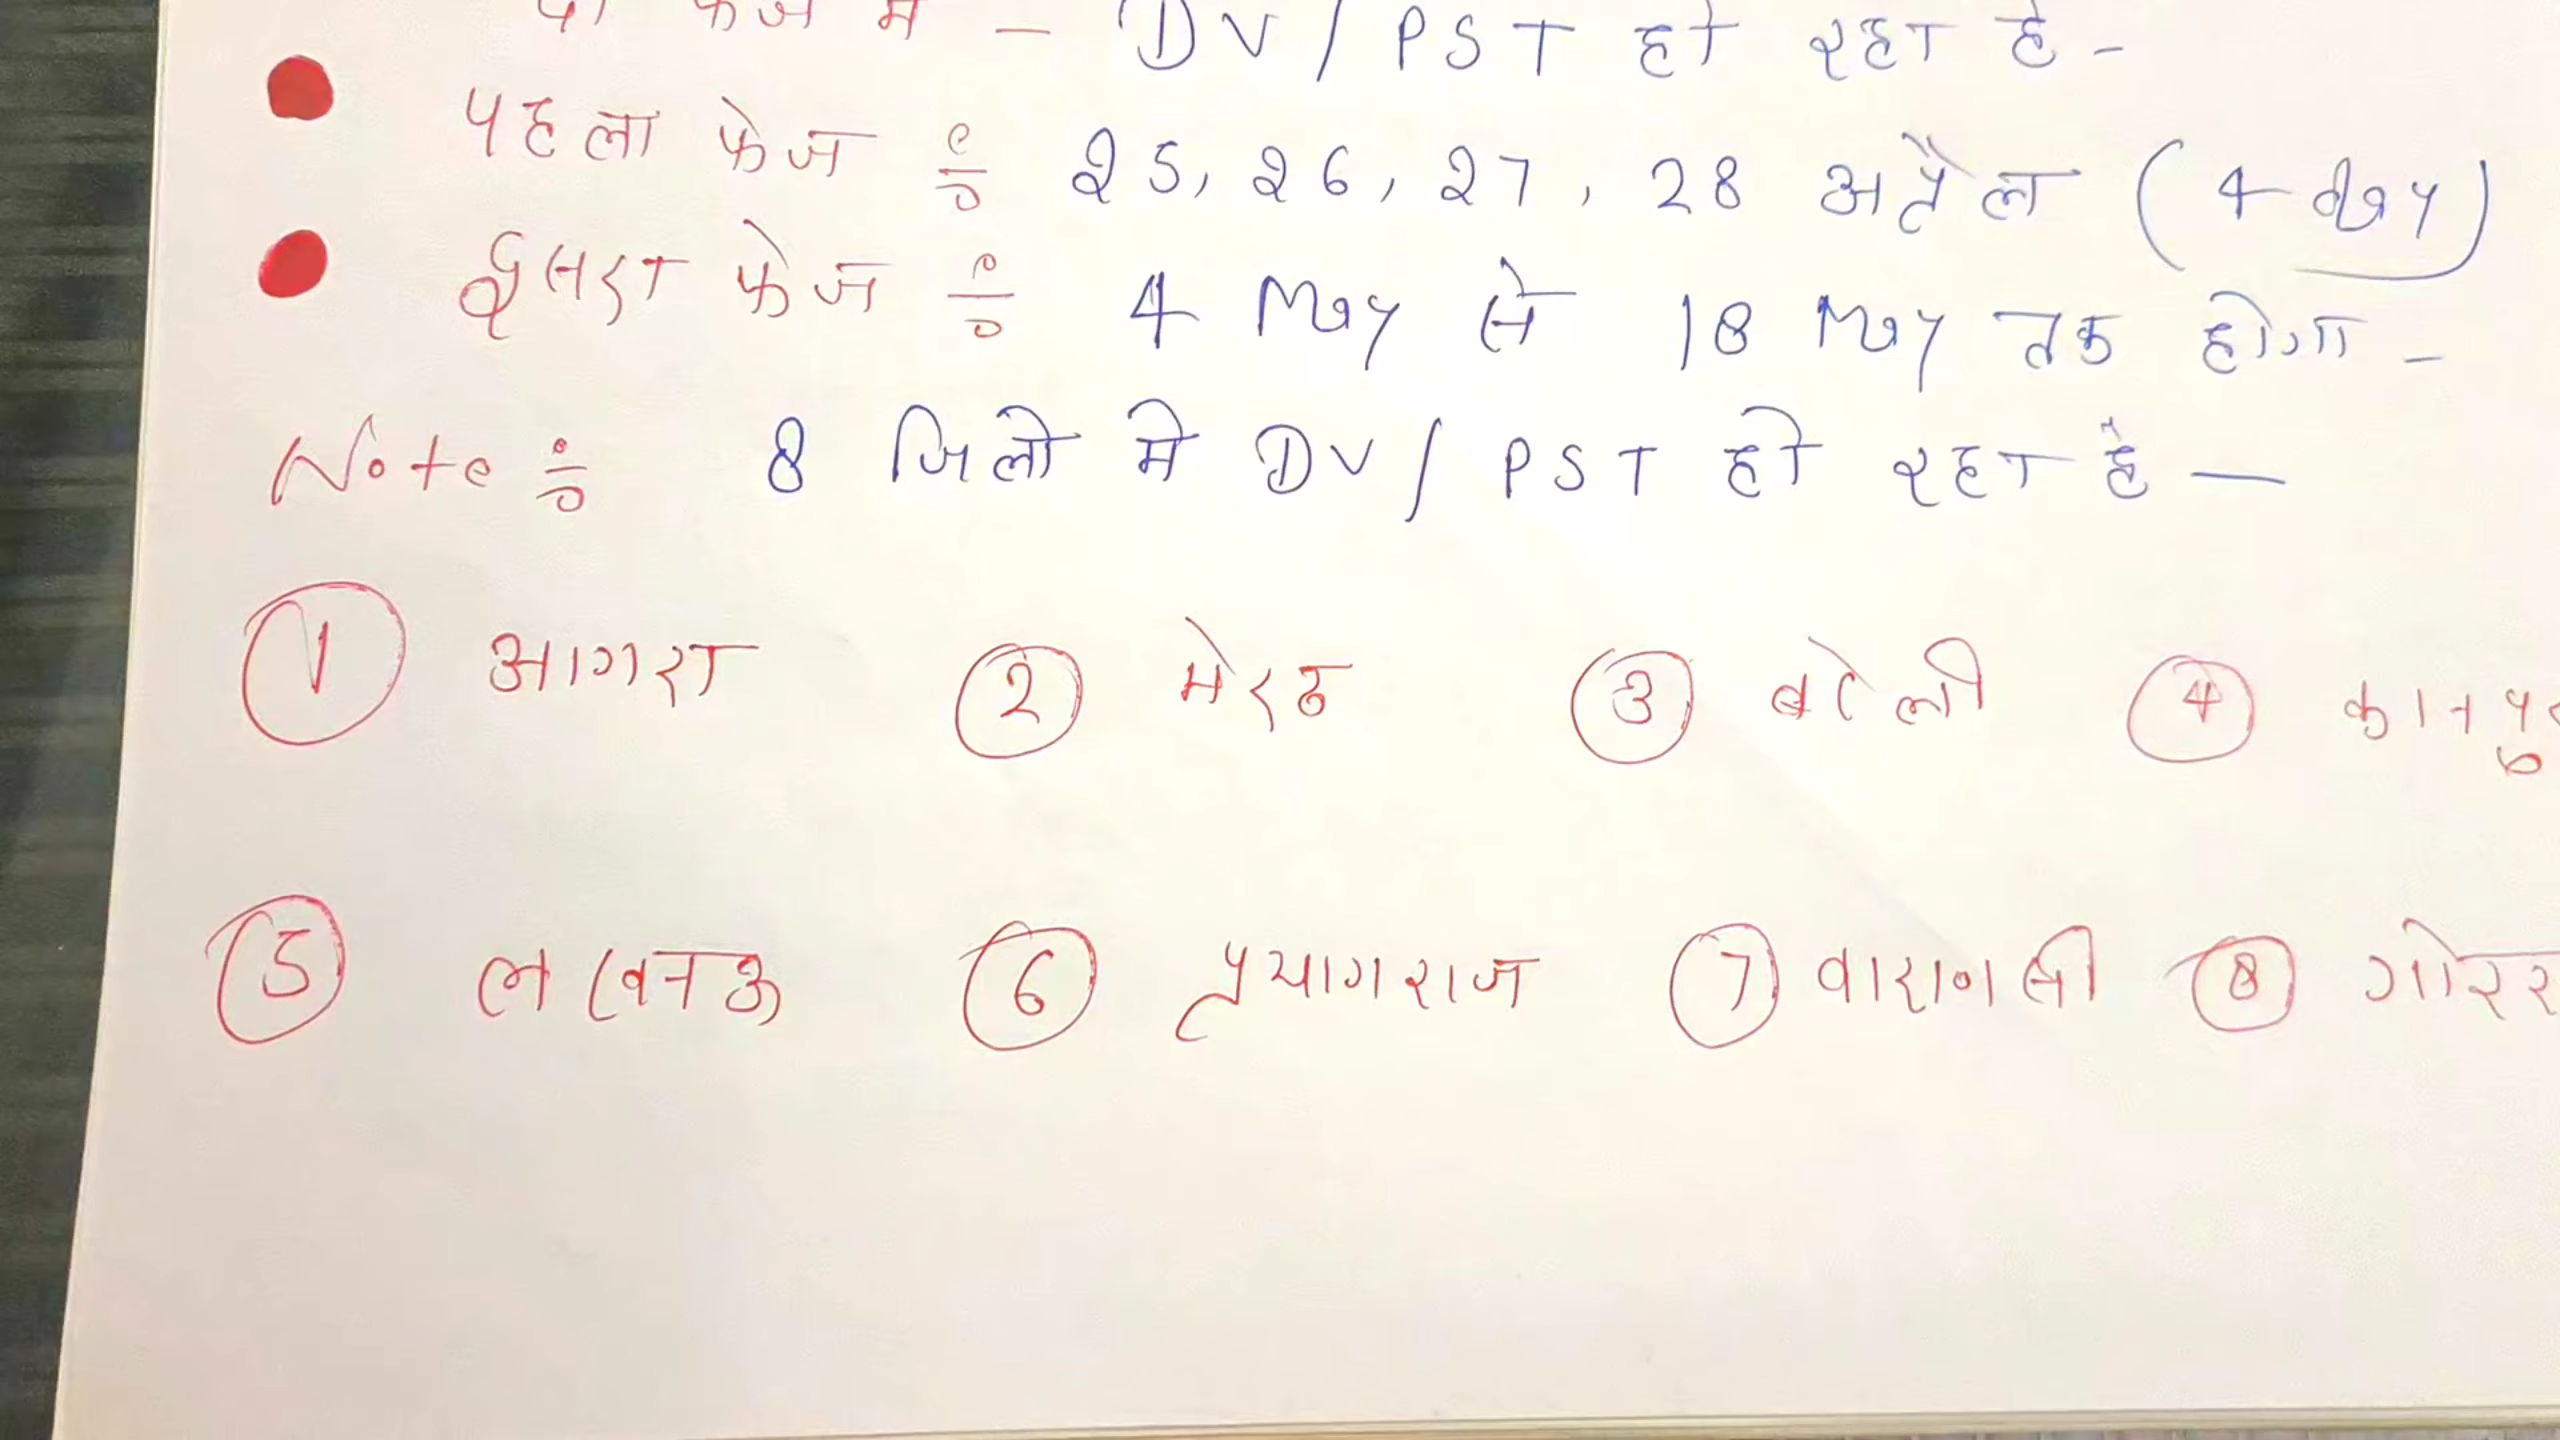 दो फेज में - DV/PST हो रहा है -
पहला फेज ÷ 25, 26, 27, 28 अप्रैल (4 day)
दूसरा फेज ÷ 4 May से 18 May तक होगा -
Note ÷ 8 जिलो मे DV/PST हो रहा है -
① आगरा ② मेरठ ③ बरेली ④ कानपुर
⑤ लखनऊ ⑥ प्रयागराज ⑦ वाराणसी ⑧